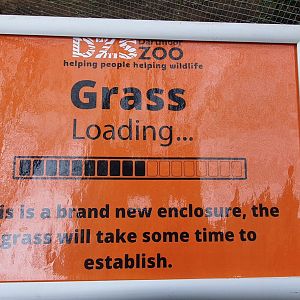 DZS
ZOO
helping people helping wildlife
Grass
Loading...
is is a brand new enclosure, the
grass will take some time to
establish.